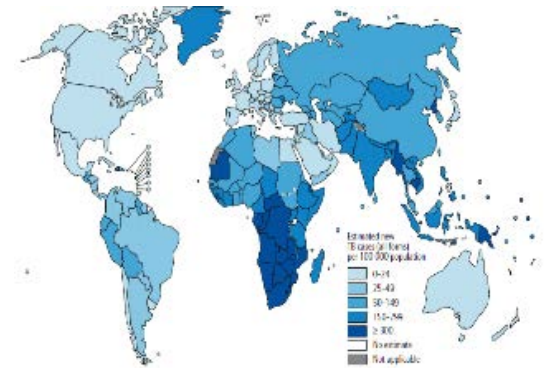 Estimated new
TB cases (all forms)
per 100 000 population
0–24
25–49
50–149
150–299
≥ 300
No estimate
Not applicable